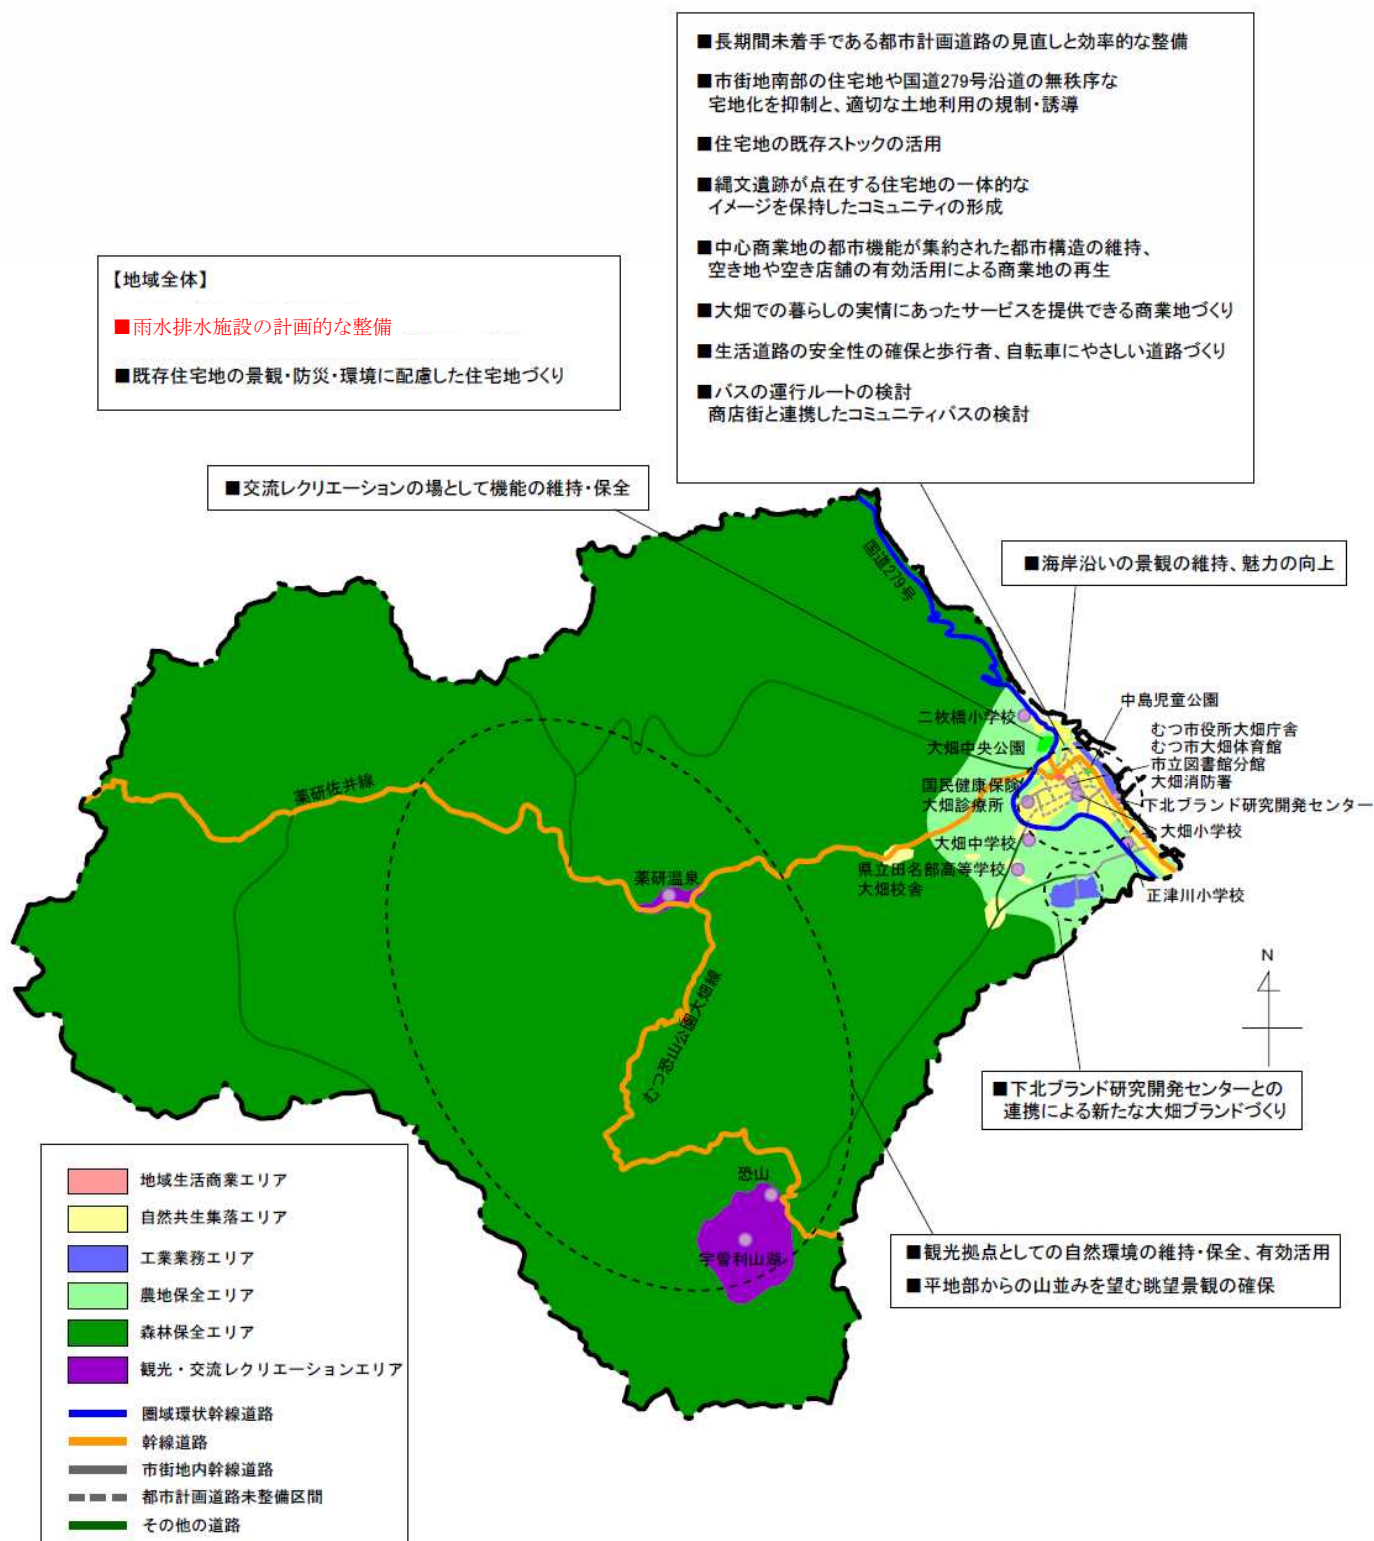 ■長期間未着手である都市計画道路の見直しと効率的な整備
■市街地南部の住宅地や国道279号沿道の無秩序な
宅地化を抑制と、適切な土地利用の規制・誘導
■住宅地の既存ストックの活用
■縄文遺跡が点在する住宅地の一体的な
イメージを保持したコミュニティの形成
■中心商業地の都市機能が集約された都市構造の維持、
空き地や空き店舗の有効活用による商業地の再生
■大畑での暮らしの実情にあったサービスを提供できる商業地づくり
■生活道路の安全性の確保と歩行者、自転車にやさしい道路づくり
■バスの運行ルートの検討
商店街と連携したコミュニティバスの検討
【地域全体】
■雨水排水施設の計画的な整備
■既存住宅地の景観・防災・環境に配慮した住宅地づくり
■交流レクリエーションの場として機能の維持・保全
■海岸沿いの景観の維持、魅力の向上
国道279号
中島児童公園
二枚橋小学校
むつ市役所大畑庁舎
むつ市大畑体育館
大畑中央公園
市立図書館分館
大畑消防署
国民健康保険
大畑診療所
下北ブランド研究開発センター
大畑小学校
大畑中学校
県立田名部高等学校
大畑校舎
正津川小学校
薬研佐井線
薬研温泉
むつ恐山公園大畑線
N
■下北ブランド研究開発センターとの
連携による新たな大畑ブランドづくり
恐山
宇曽利山湖
■観光拠点としての自然環境の維持・保全、有効活用
■平地部からの山並みを望む眺望景観の確保
地域生活商業エリア
自然共生集落エリア
工業業務エリア
農地保全エリア
森林保全エリア
観光・交流レクリエーションエリア
圏域環状幹線道路
幹線道路
市街地内幹線道路
都市計画道路未整備区間
その他の道路